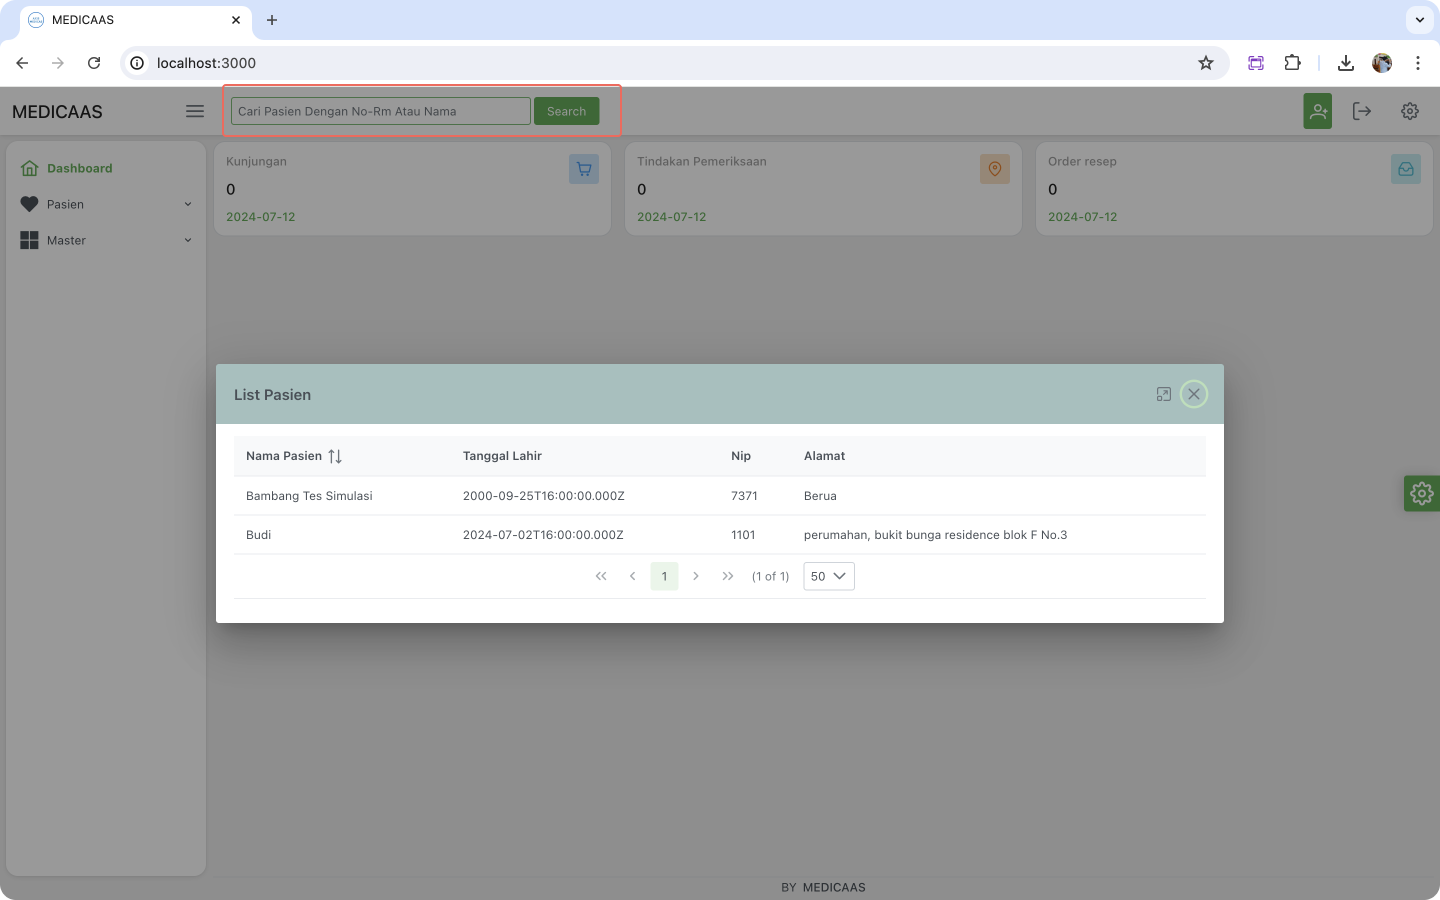 MEDICAAS
localhost:3000
MEDICAAS
Cari Pasien Dengan No-Rm Atau Nama
Search
Dashboard
Pasien
Master
Kunjungan
0
2024-07-12
Tindakan Pemeriksaan
0
2024-07-12
Order resep
0
2024-07-12
List Pasien
Nama Pasien Tanggal Lahir Nip Alamat
Bambang Tes Simulasi 2000-09-25T16:00:00.000Z 7371 Berua
Budi 2024-07-02T16:00:00.000Z 1101 perumahan, bukit bunga residence blok F No.3
1 (1 of 1) 50
BY MEDICAAS